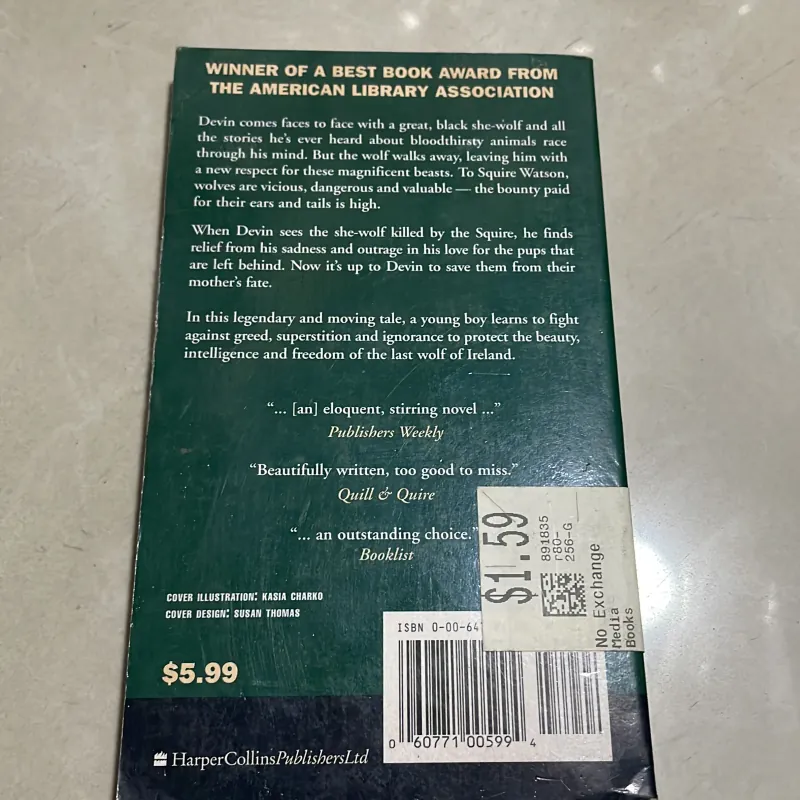 WINNER OF A BEST BOOK AWARD FROM
THE AMERICAN LIBRARY ASSOCIATION
Devin comes faces to face with a great, black she-wolf and all
the stories he's ever heard about bloodthirsty animals race
through his mind. But the wolf walks away, leaving him with
a new respect for these magnificent beasts. To Squire Watson,
wolves are vicious, dangerous and valuable — the bounty paid
for their ears and tails is high.
When Devin sees the she-wolf killed by the Squire, he finds
relief from his sadness and outrage in his love for the pups that
are left behind. Now it's up to Devin to save them from their
mother's fate.
In this legendary and moving tale, a young boy learns to fight
against greed, superstition and ignorance to protect the beauty,
intelligence and freedom of the last wolf of Ireland.
"... [an] eloquent, stirring novel ..."
Publishers Weekly
"Beautifully written, too good to miss."
Quill & Quire
"... an outstanding choice."
Booklist
$1.59
891835
r80-
256-G
No Exchange
Media
Books
COVER ILLUSTRATION: KASIA CHARKO
COVER DESIGN: SUSAN THOMAS
ISBN 0-00-64
$5.99
0 60771 00599 4
HarperCollinsPublishersLtd